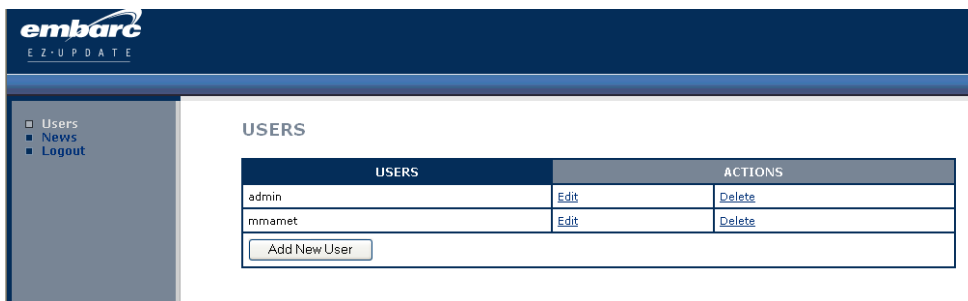 embarc
EZ·UPDATE
Users
News
Logout
USERS
USERS ACTIONS
admin Edit Delete
mmamet Edit Delete
Add New User